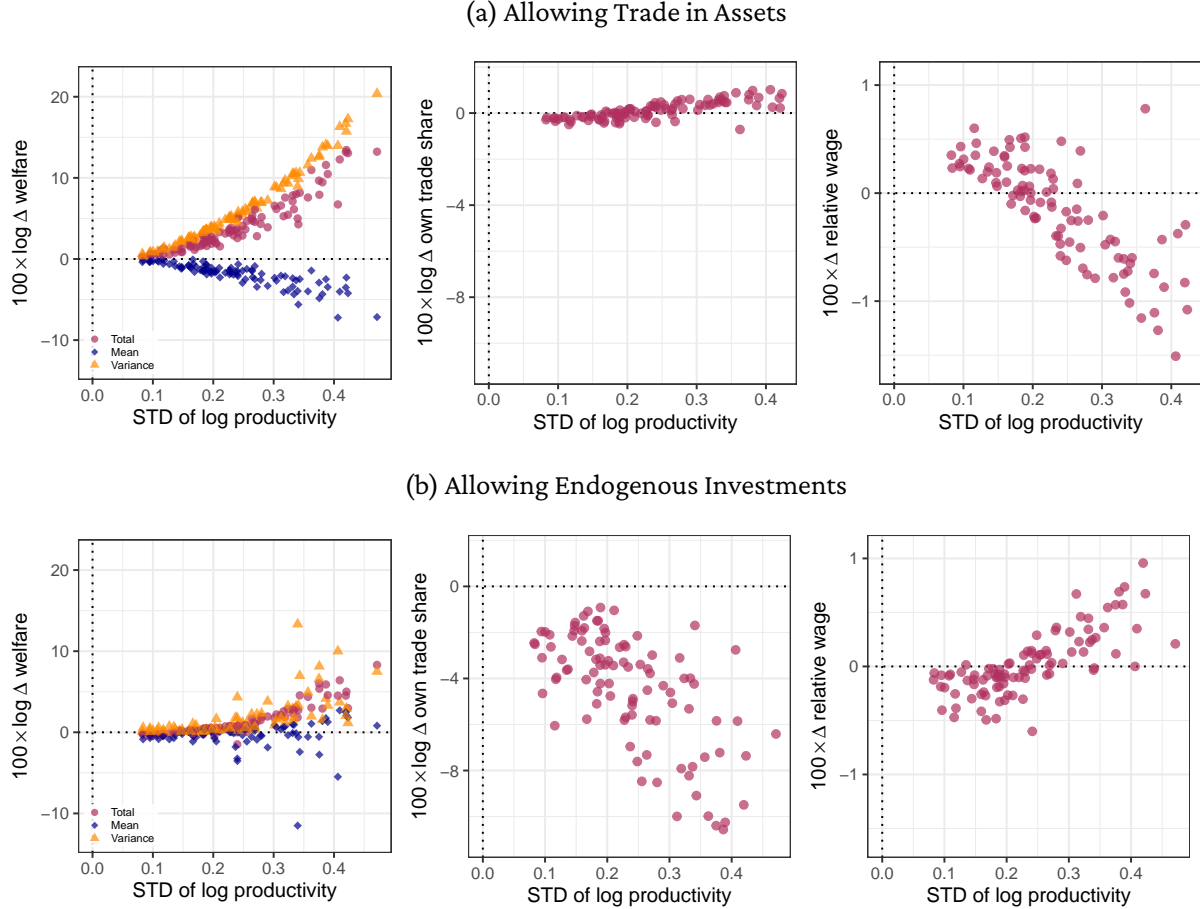 (a) Allowing Trade in Assets
100×log Δ welfare
20
10
0
−10
Total
Mean
Variance
0.0 0.1 0.2 0.3 0.4
STD of log productivity
100×log Δ own trade share
0
−4
−8
0.0 0.1 0.2 0.3 0.4
STD of log productivity
100×Δ relative wage
1
0
−1
0.0 0.1 0.2 0.3 0.4
STD of log productivity
(b) Allowing Endogenous Investments
100×log Δ welfare
20
10
0
−10
Total
Mean
Variance
0.0 0.1 0.2 0.3 0.4
STD of log productivity
100×log Δ own trade share
0
−4
−8
0.0 0.1 0.2 0.3 0.4
STD of log productivity
100×Δ relative wage
1
0
−1
0.0 0.1 0.2 0.3 0.4
STD of log productivity